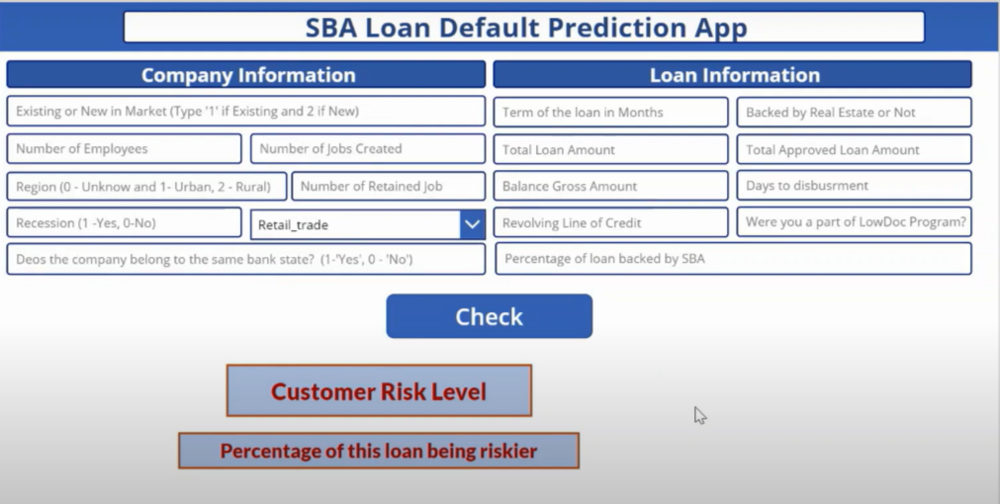 SBA Loan Default Prediction App
Company Information
Existing or New in Market (Type '1' if Existing and 2 if New)
Number of Employees
Number of Jobs Created
Region (0 - Unknow and 1- Urban, 2 - Rural)
Number of Retained Job
Recession (1 -Yes, 0-No)
Retail_trade
Deos the company belong to the same bank state? (1-'Yes', 0 - 'No')
Loan Information
Term of the loan in Months
Backed by Real Estate or Not
Total Loan Amount
Total Approved Loan Amount
Balance Gross Amount
Days to disbusrment
Revolving Line of Credit
Were you a part of LowDoc Program?
Percentage of loan backed by SBA
Check
Customer Risk Level
Percentage of this loan being riskier